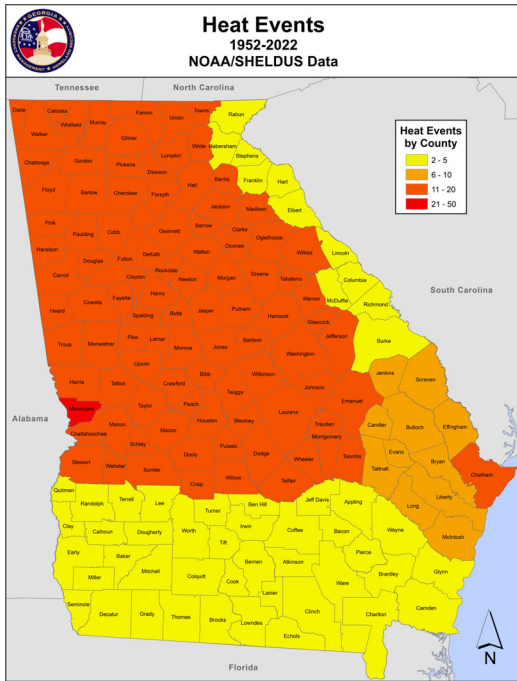 GEORGIA
Heat Events
1952-2022
NOAA/SHELDUS Data
Tennessee
North Carolina
South Carolina
Alabama
Florida
Heat Events
by County
2 - 5
6 - 10
11 - 20
21 - 50
Dade Catoosa Fannin Union Towns Rabun
Whitfield Murray
Walker Gilmer White Habersham
Lumpkin Stephens
Chattooga Gordon Pickens Dawson Banks Franklin Hart
Floyd Bartow Cherokee Forsyth Hall
Jackson Madison Elbert
Polk Paulding Cobb Gwinnett Barrow Clarke
Oconee Oglethorpe Wilkes Lincoln
Haralson Douglas Fulton DeKalb Walton
Rockdale Columbia
Carroll Clayton Newton Morgan Greene Taliaferro McDuffie
Fayette Henry Warren Richmond
Heard Coweta Spalding Butts Jasper Putnam Hancock Glascock
Jefferson Burke
Troup Meriwether Pike Lamar Monroe Jones Baldwin
Washington
Upson Jenkins Screven
Harris Talbot Crawford Bibb Wilkinson Johnson
Twiggs Emanuel
Muscogee Taylor Peach Laurens Candler Bulloch Effingham
Marion Macon Houston Bleckley Treutlen
Chattahoochee Montgomery
Schley Pulaski Evans Bryan
Stewart Webster Sumter Dooly Dodge Wheeler Toombs Tattnall Chatham
Crisp Wilcox Telfair Long Liberty
Quitman Jeff Davis Appling
Randolph Terrell Lee Turner Ben Hill Wayne McIntosh
Clay Calhoun Dougherty Worth Irwin Coffee Bacon
Tift Pierce
Early Baker Berrien Atkinson Glynn
Miller Mitchell Colquitt Cook Ware Brantley
Lanier
Seminole Decatur Grady Thomas Brooks Lowndes Clinch Charlton Camden
Echols
N